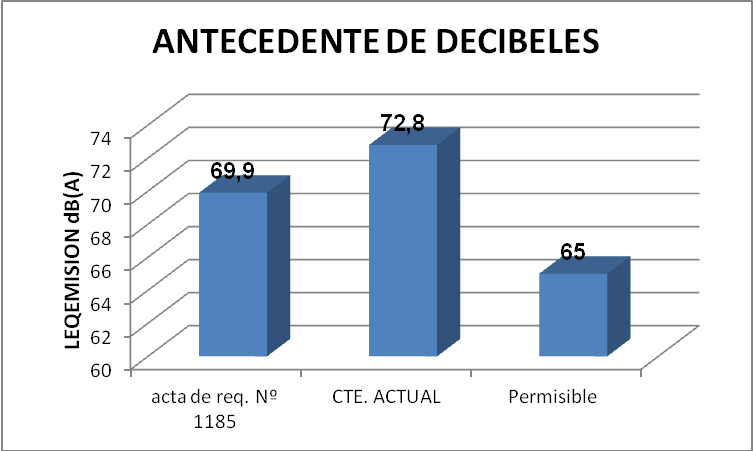 ANTECEDENTE DE DECIBELES
LEQEMISION dB(A)
74
72
70
68
66
64
62
60
69,9
72,8
65
acta de req. Nº
1185
CTE. ACTUAL
Permisible